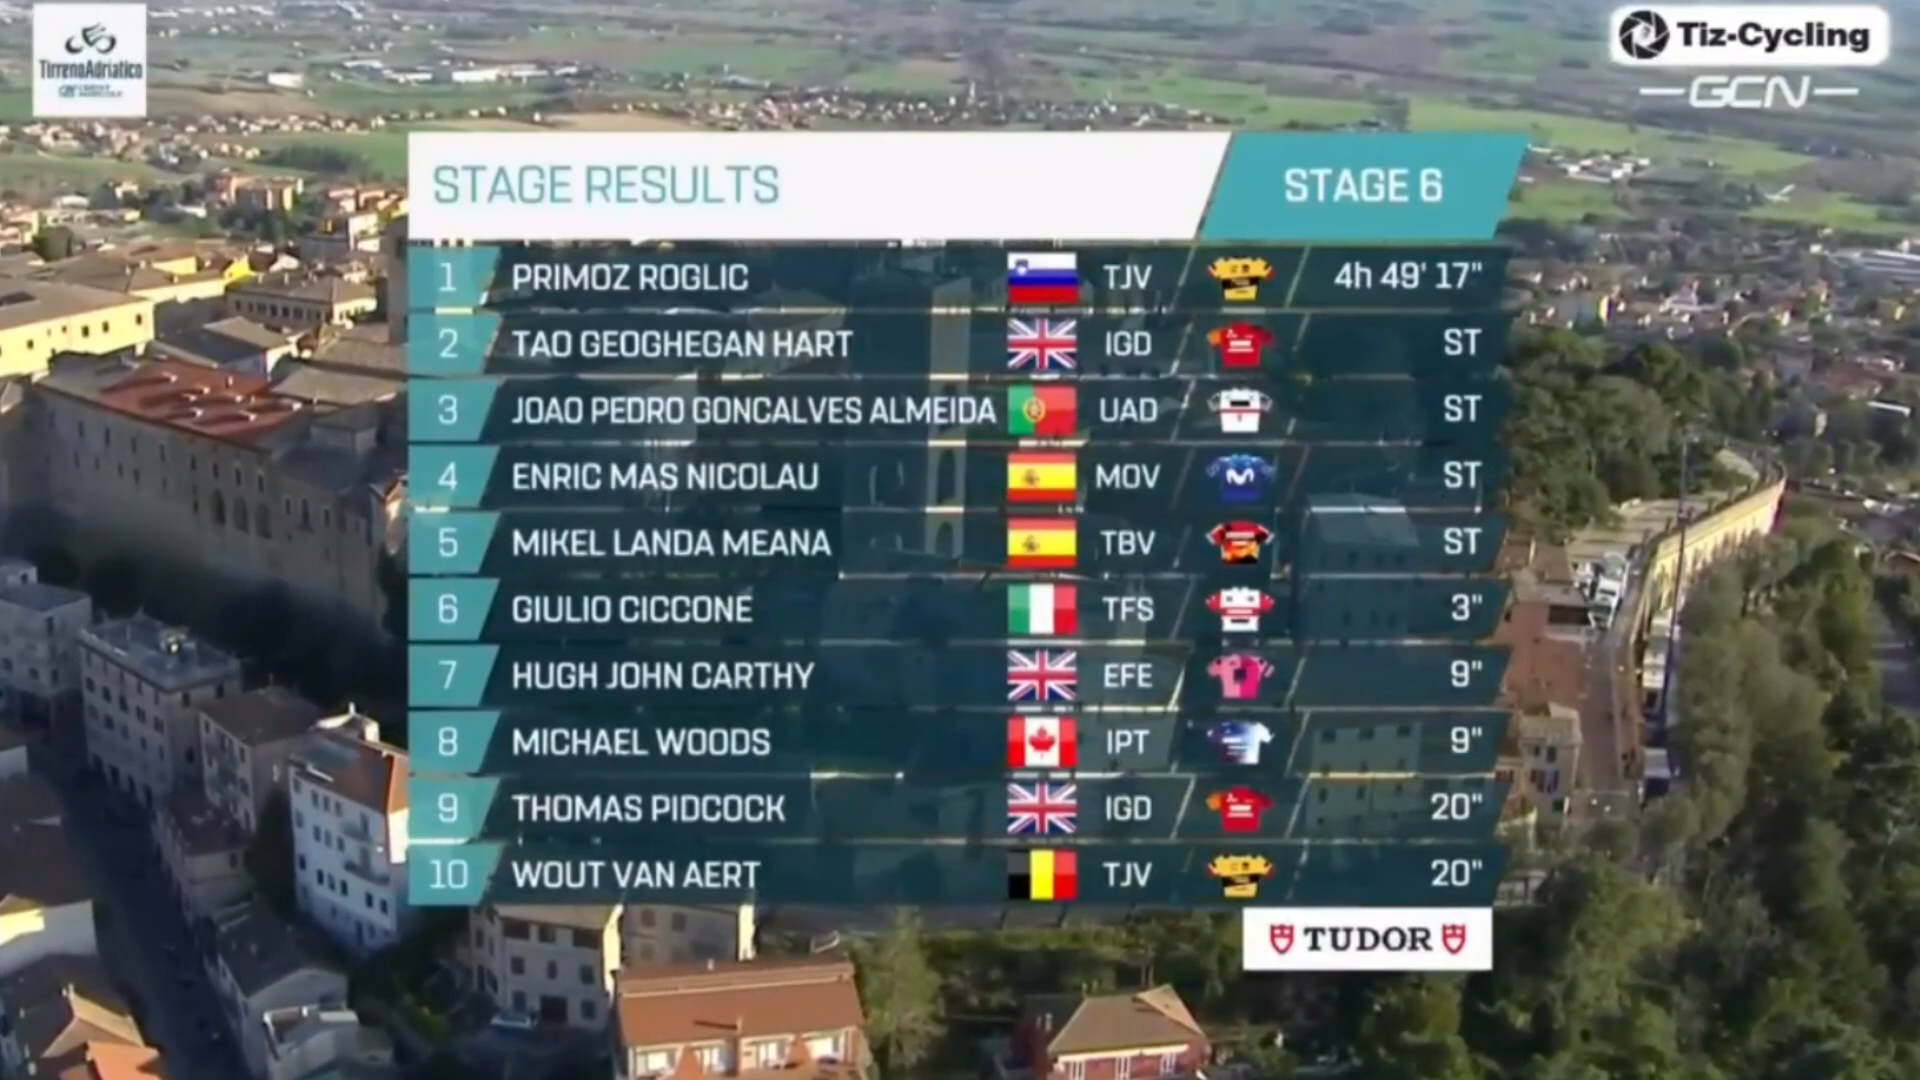 TirrenoAdriatico
Tiz-Cycling
GCN
STAGE RESULTS STAGE 6
1 PRIMOZ ROGLIC TJV 4h 49' 17"
2 TAO GEOGHEGAN HART IGD ST
3 JOAO PEDRO GONCALVES ALMEIDA UAD ST
4 ENRIC MAS NICOLAU MOV ST
5 MIKEL LANDA MEANA TBV ST
6 GIULIO CICCONE TFS 3"
7 HUGH JOHN CARTHY EFE 9"
8 MICHAEL WOODS IPT 9"
9 THOMAS PIDCOCK IGD 20"
10 WOUT VAN AERT TJV 20"
TUDOR